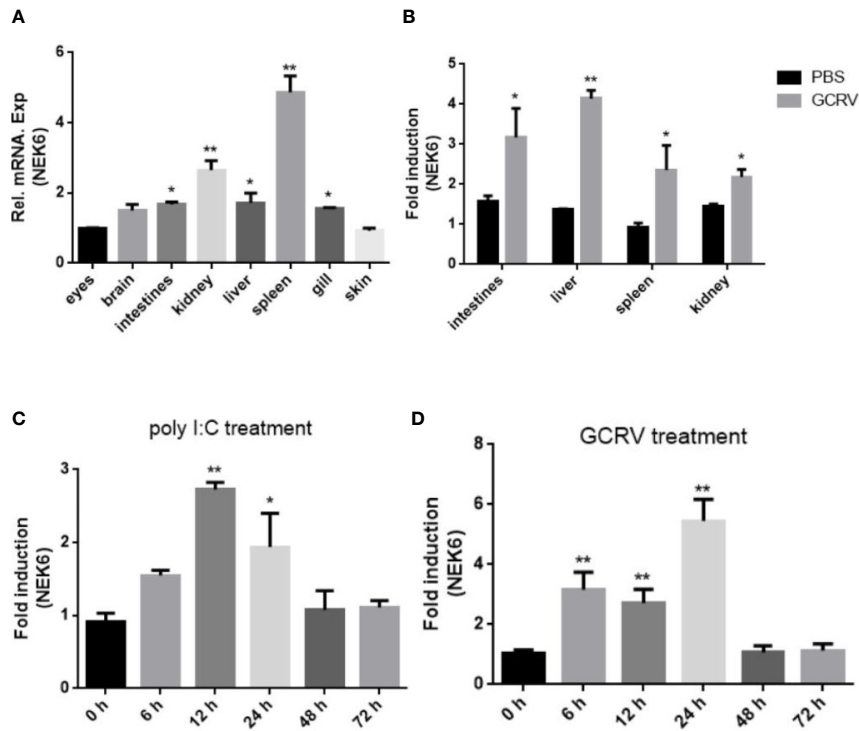 A
Rel. mRNA. Exp
(NEK6)
6
4
2
0
*
**
*
**
*
eyes
brain
intestines
kidney
liver
spleen
gill
skin
B
Fold induction
(NEK6)
5
4
3
2
1
0
*
**
*
*
intestines
liver
spleen
kidney
PBS
GCRV
C
poly I:C treatment
Fold induction
(NEK6)
3
2
1
0
**
*
0 h
6 h
12 h
24 h
48 h
72 h
D
GCRV treatment
Fold induction
(NEK6)
8
6
4
2
0
**
**
**
0 h
6 h
12 h
24 h
48 h
72 h